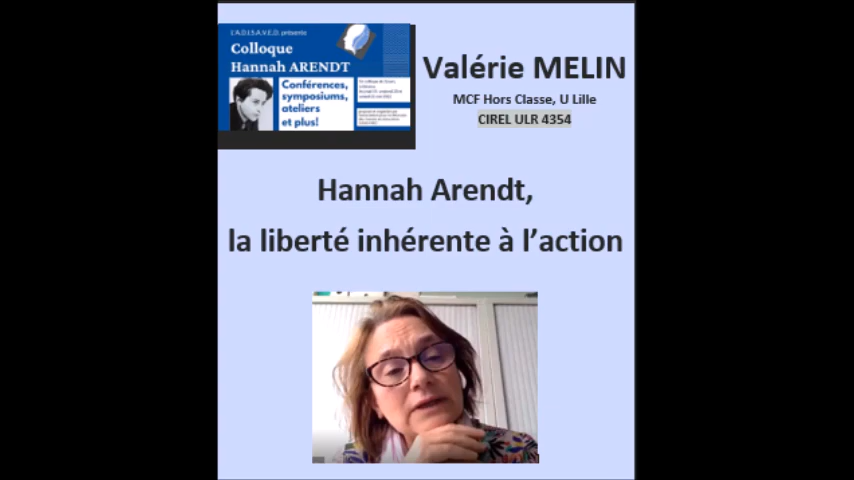 L'A.D.I.S.A.V.E.D. présente
Colloque
Hannah ARENDT
Conférences,
symposiums,
ateliers
et plus!
Valérie MELIN
MCF Hors Classe, U Lille
CIREL ULR 4354
Hannah Arendt,
la liberté inhérente à l'action